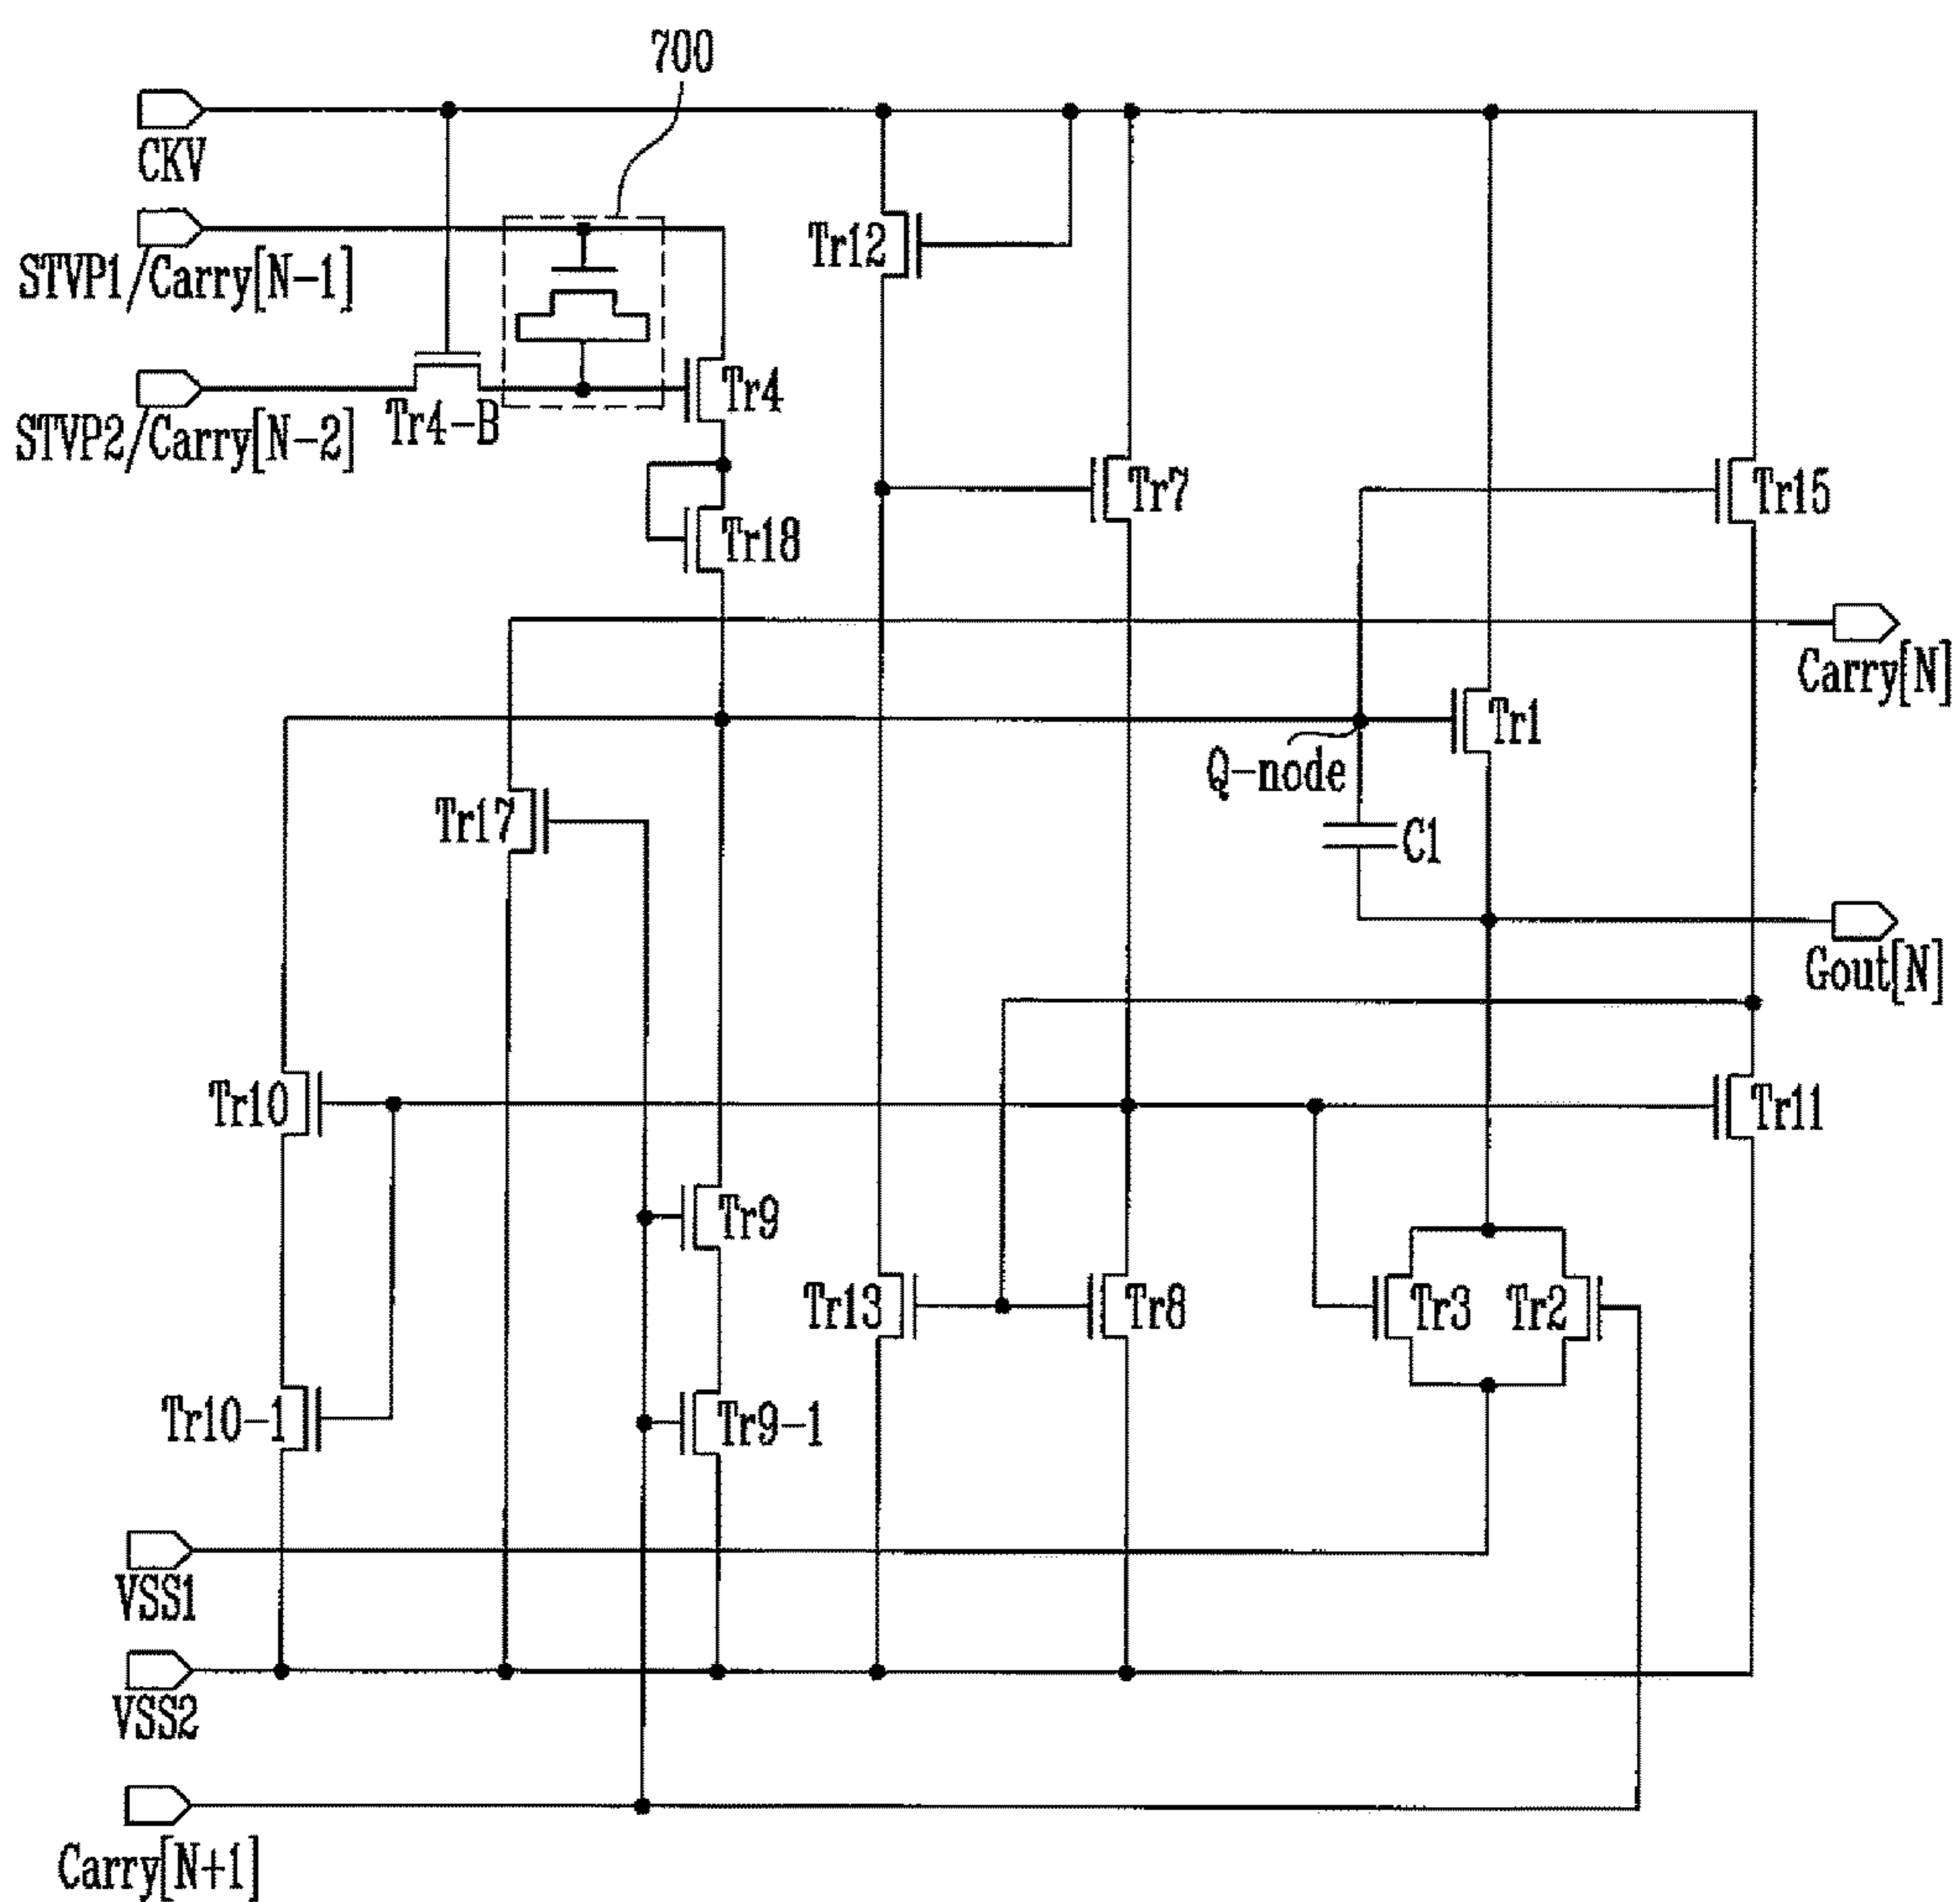 700
CKV
STVP1/Carry[N-1]
Tr12
STVP2/Carry[N-2]
Tr4-B
Tr4
Tr7
Tr15
Tr18
Carry[N]
Tr1
Q-node
Tr17
C1
Gout[N]
Tr10
Tr11
Tr9
Tr13
Tr8
Tr3
Tr2
Tr10-1
Tr9-1
VSS1
VSS2
Carry[N+1]